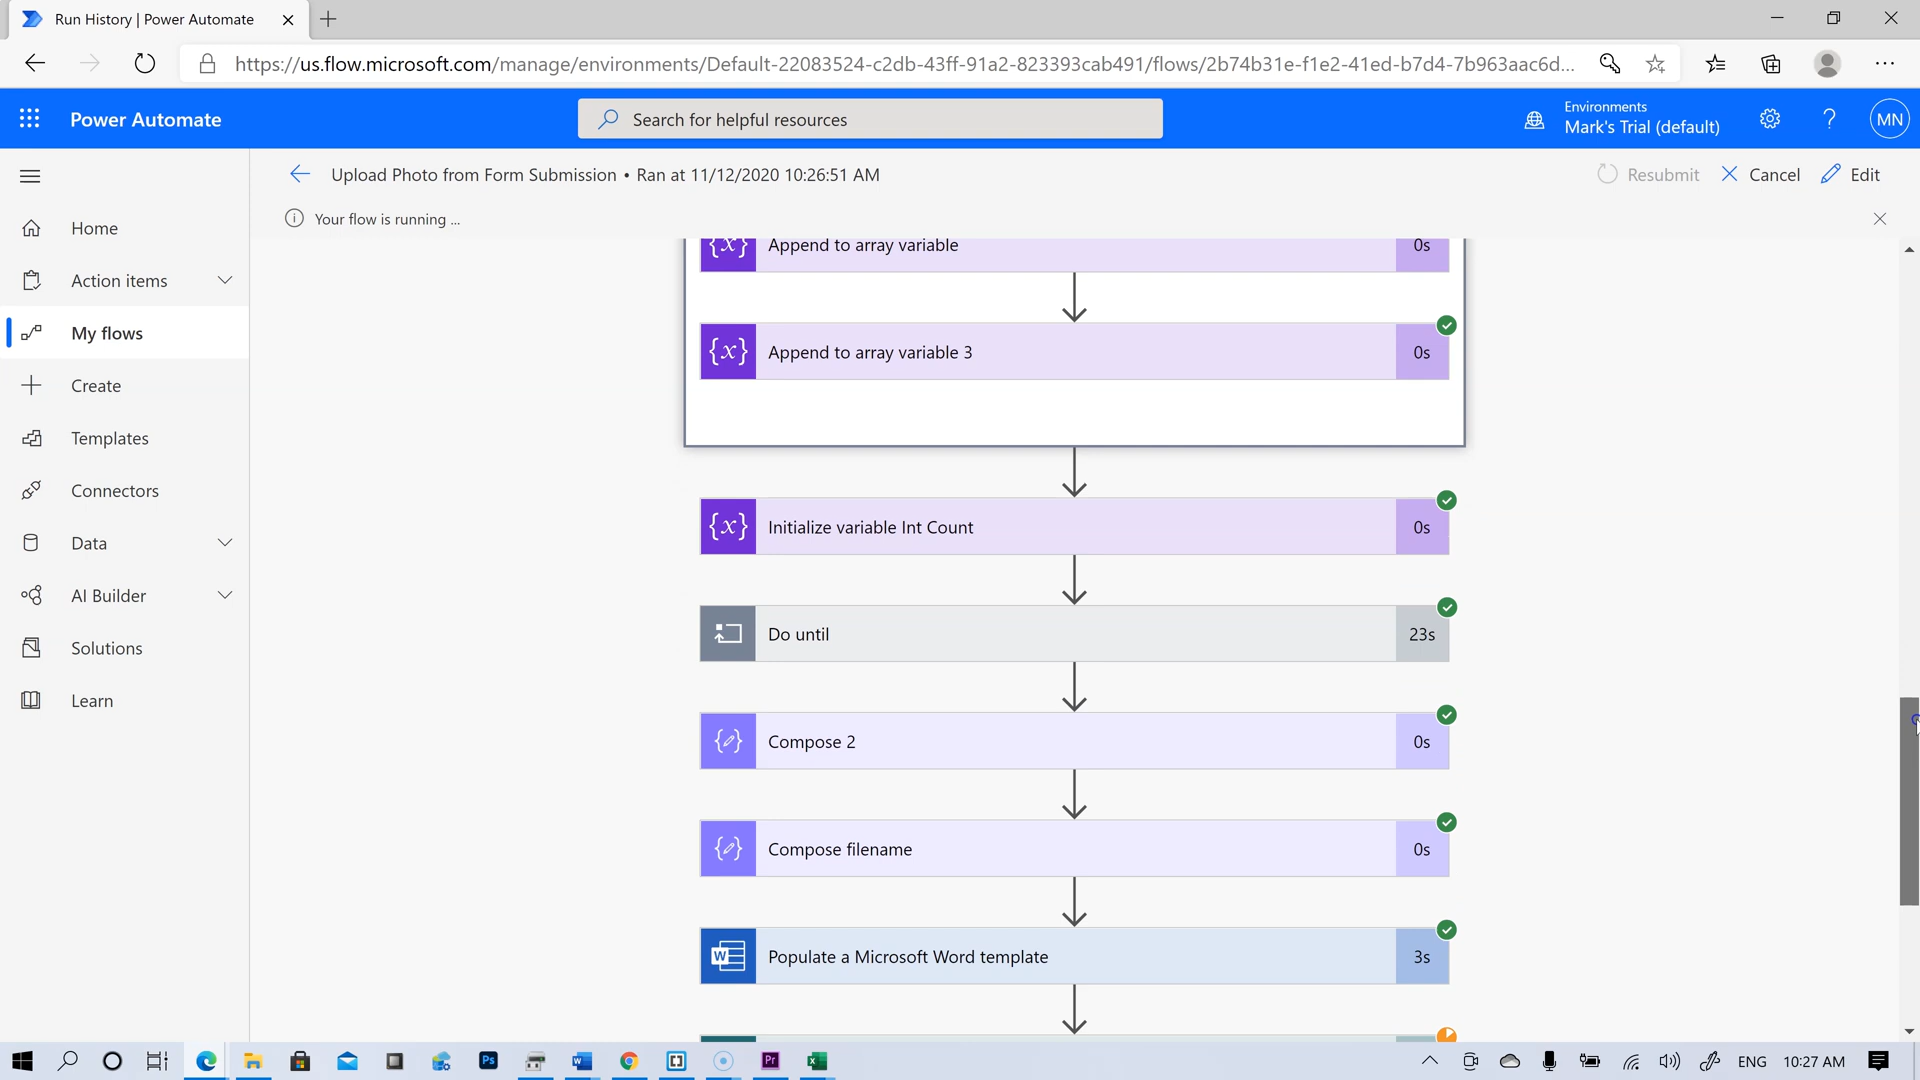 Run History | Power Automate
https://us.flow.microsoft.com/manage/environments/Default-22083524-c2db-43ff-91a2-823393cab491/flows/2b74b31e-f1e2-41ed-b7d4-7b963aac6d...
Power Automate
Search for helpful resources
Environments
Mark's Trial (default)
?
MN
Upload Photo from Form Submission • Ran at 11/12/2020 10:26:51 AM
Resubmit
Cancel
Edit
Your flow is running ...
Home
Action items
My flows
Create
Templates
Connectors
Data
AI Builder
Solutions
Learn
{x} Append to array variable 0s
{x} Append to array variable 3 0s
{x} Initialize variable Int Count 0s
Do until 23s
Compose 2 0s
Compose filename 0s
W Populate a Microsoft Word template 3s
Ps
Pr
ENG
10:27 AM